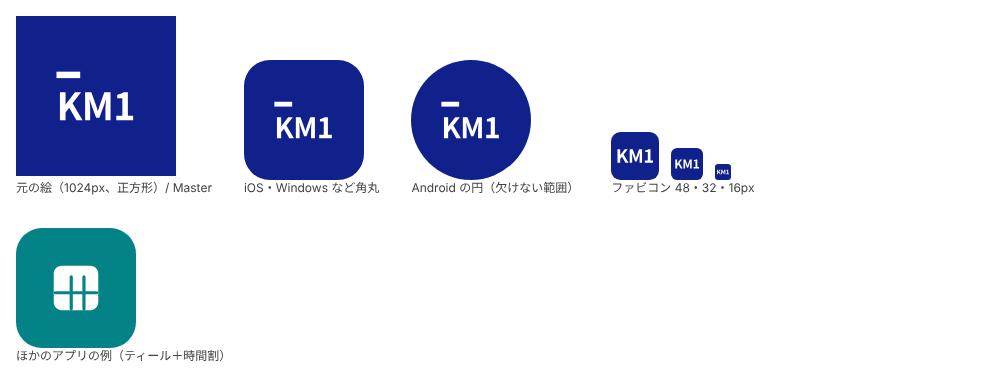 KM1
KM1
KM1
KM1
KM1
KM1
元の絵（1024px、正方形）/ Master
iOS・Windows など角丸
Android の円（欠けない範囲）
ファビコン 48・32・16px
ほかのアプリの例（ティール＋時間割）